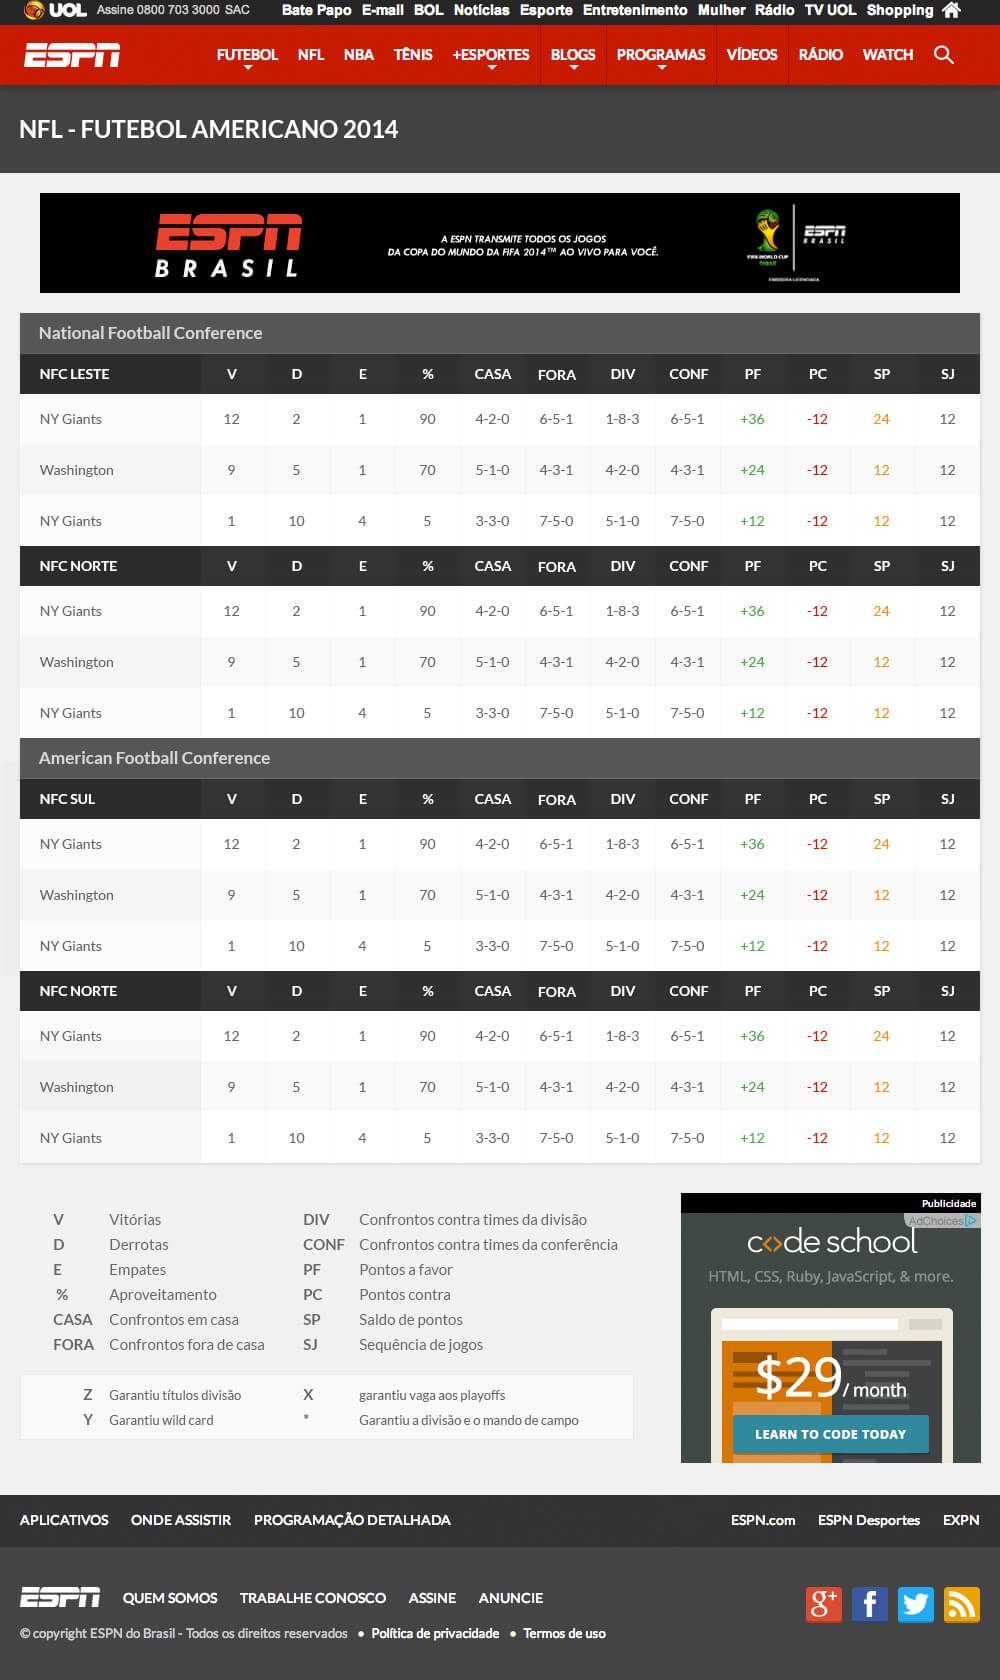 UOL Assine 0800 703 3000 SAC Bate Papo E-mail BOL Notícias Esporte Entretenimento Mulher Rádio TV UOL Shopping
ESPN FUTEBOL NFL NBA TÊNIS +ESPORTES BLOGS PROGRAMAS VÍDEOS RÁDIO WATCH
NFL - FUTEBOL AMERICANO 2014
ESPN
BRASIL
A ESPN TRANSMITE TODOS OS JOGOS
DA COPA DO MUNDO DA FIFA 2014™ AO VIVO PARA VOCÊ.
FIFA WORLD CUP
ESPN
BRASIL
EMISSORA LICENCIADA
National Football Conference
NFC LESTE V D E % CASA FORA DIV CONF PF PC SP SJ
NY Giants 12 2 1 90 4-2-0 6-5-1 1-8-3 6-5-1 +36 -12 24 12
Washington 9 5 1 70 5-1-0 4-3-1 4-2-0 4-3-1 +24 -12 12 12
NY Giants 1 10 4 5 3-3-0 7-5-0 5-1-0 7-5-0 +12 -12 12 12
NFC NORTE V D E % CASA FORA DIV CONF PF PC SP SJ
NY Giants 12 2 1 90 4-2-0 6-5-1 1-8-3 6-5-1 +36 -12 24 12
Washington 9 5 1 70 5-1-0 4-3-1 4-2-0 4-3-1 +24 -12 12 12
NY Giants 1 10 4 5 3-3-0 7-5-0 5-1-0 7-5-0 +12 -12 12 12
American Football Conference
NFC SUL V D E % CASA FORA DIV CONF PF PC SP SJ
NY Giants 12 2 1 90 4-2-0 6-5-1 1-8-3 6-5-1 +36 -12 24 12
Washington 9 5 1 70 5-1-0 4-3-1 4-2-0 4-3-1 +24 -12 12 12
NY Giants 1 10 4 5 3-3-0 7-5-0 5-1-0 7-5-0 +12 -12 12 12
NFC NORTE V D E % CASA FORA DIV CONF PF PC SP SJ
NY Giants 12 2 1 90 4-2-0 6-5-1 1-8-3 6-5-1 +36 -12 24 12
Washington 9 5 1 70 5-1-0 4-3-1 4-2-0 4-3-1 +24 -12 12 12
NY Giants 1 10 4 5 3-3-0 7-5-0 5-1-0 7-5-0 +12 -12 12 12
V Vitórias DIV Confrontos contra times da divisão
D Derrotas CONF Confrontos contra times da conferência
E Empates PF Pontos a favor
% Aproveitamento PC Pontos contra
CASA Confrontos em casa SP Saldo de pontos
FORA Confrontos fora de casa SJ Sequência de jogos
Z Garantiu títulos divisão X garantiu vaga aos playoffs
Y Garantiu wild card * Garantiu a divisão e o mando de campo
Publicidade
AdChoices
code school
HTML, CSS, Ruby, JavaScript, & more.
$29/ month
LEARN TO CODE TODAY
APLICATIVOS ONDE ASSISTIR PROGRAMAÇÃO DETALHADA ESPN.com ESPN Desportes EXPN
ESPN QUEM SOMOS TRABALHE CONOSCO ASSINE ANUNCIE
© copyright ESPN do Brasil - Todos os direitos reservados • Política de privacidade • Termos de uso